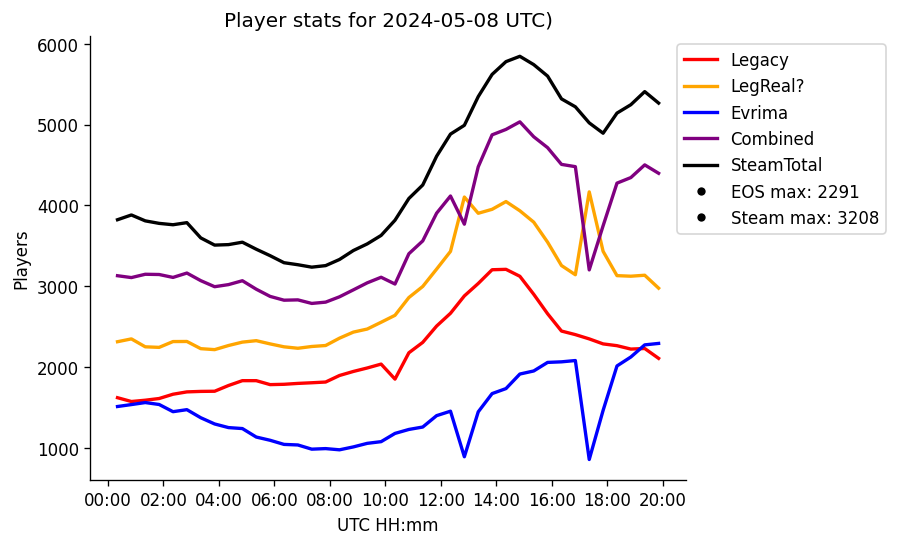 Player stats for 2024-05-08 UTC)
6000
5000
4000
3000
2000
1000
Players
00:00 02:00 04:00 06:00 08:00 10:00 12:00 14:00 16:00 18:00 20:00
UTC HH:mm
Legacy
LegReal?
Evrima
Combined
SteamTotal
EOS max: 2291
Steam max: 3208